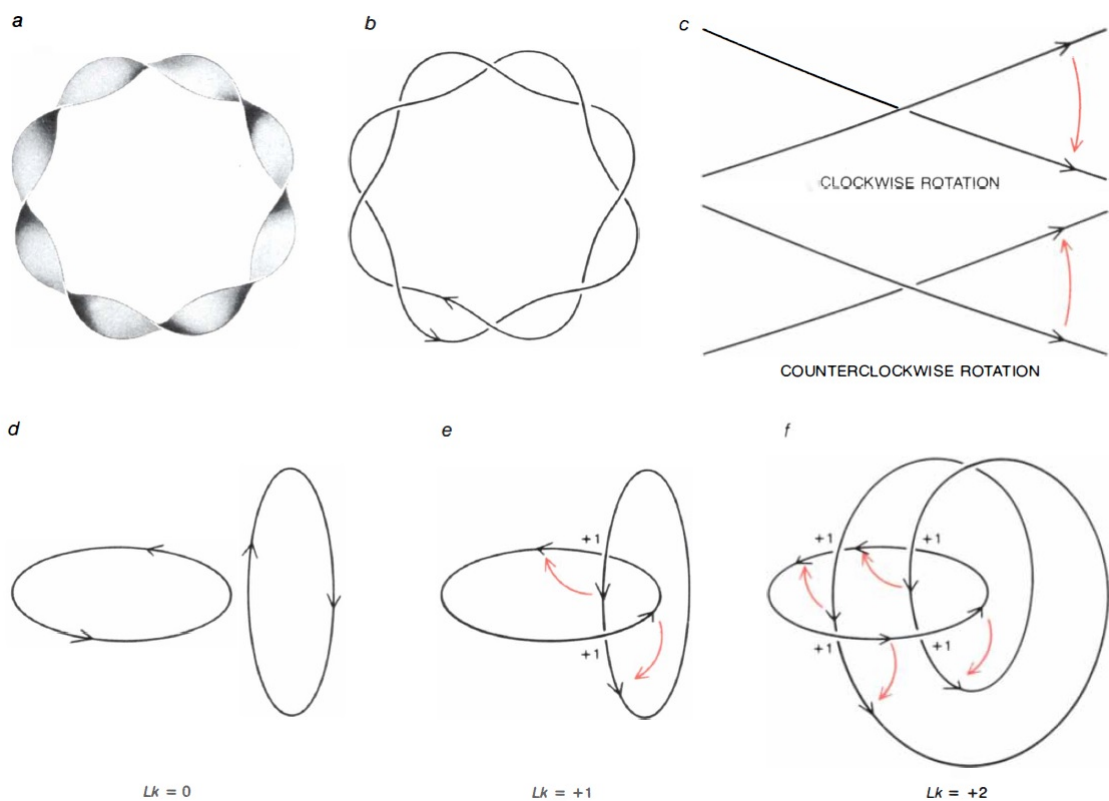 a
b
c
CLOCKWISE ROTATION
COUNTERCLOCKWISE ROTATION
d
e
f
+1
+1
+1
+1
+1
+1
Lk = 0
Lk = +1
Lk = +2